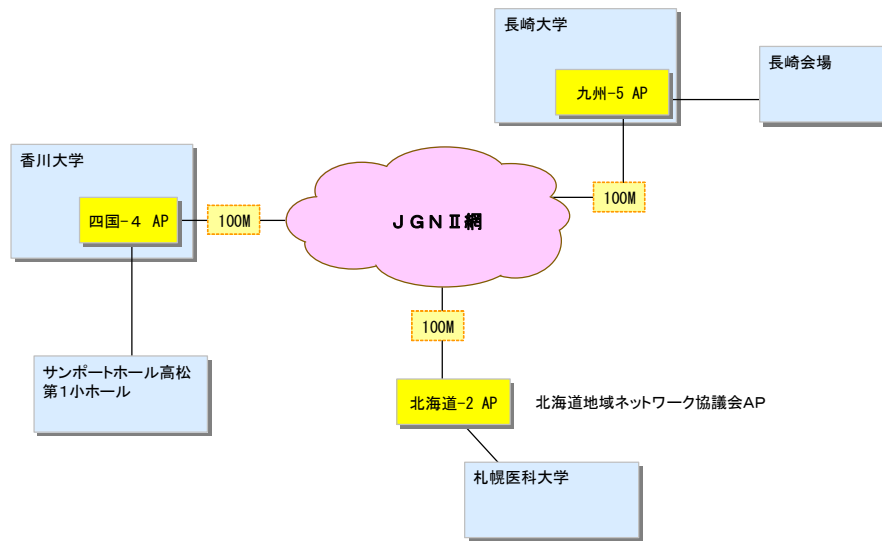 長崎大学
長崎会場
九州-5 AP
香川大学
四国-4 AP
100M
JGNⅡ網
100M
100M
サンポートホール高松
第1小ホール
北海道-2 AP
北海道地域ネットワーク協議会AP
札幌医科大学